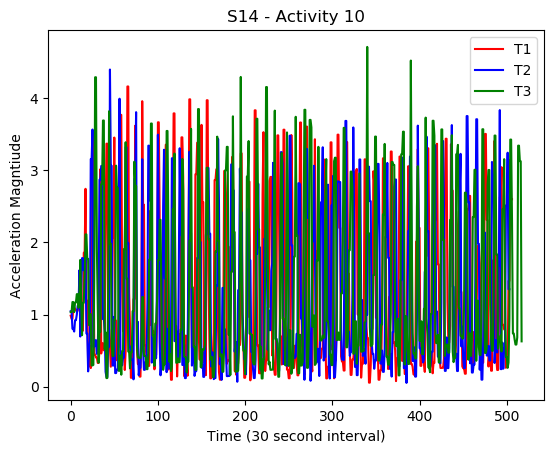 S14 - Activity 10
T1
T2
T3
Acceleration Magntiude
4
3
2
1
0
0
100
200
300
400
500
Time (30 second interval)